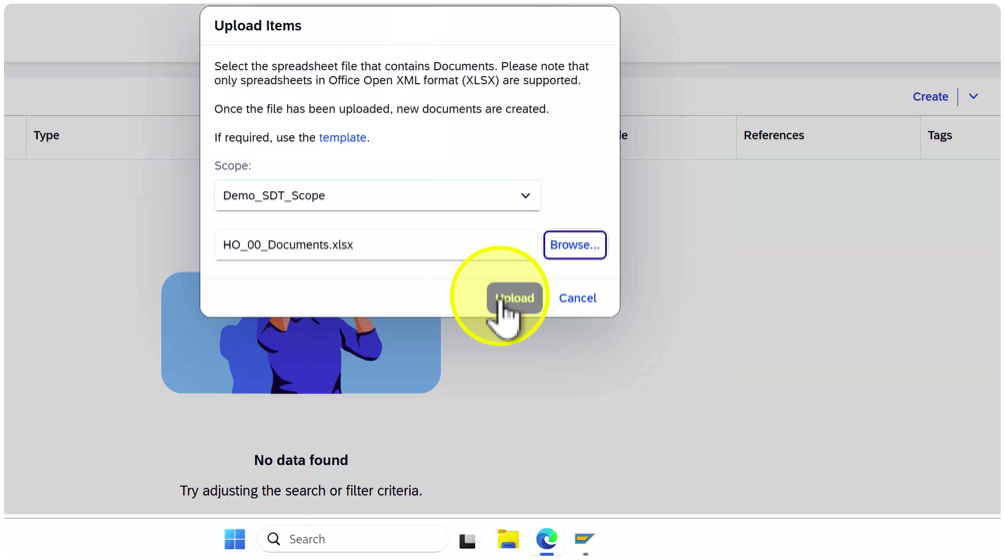 Upload Items
Select the spreadsheet file that contains Documents. Please note that
only spreadsheets in Office Open XML format (XLSX) are supported.
Once the file has been uploaded, new documents are created.
If required, use the template.
Scope:
Demo_SDT_Scope
HO_00_Documents.xlsx
Browse...
Upload
Cancel
Create
Type
References
Tags
No data found
Try adjusting the search or filter criteria.
Search